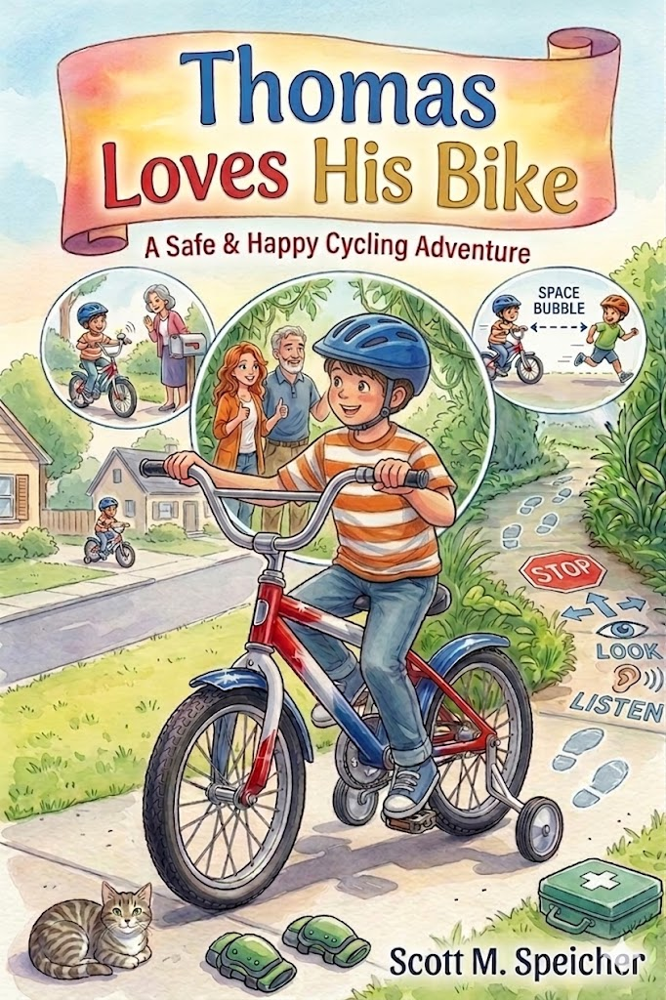 Thomas
Loves His Bike
A Safe & Happy Cycling Adventure
SPACE
BUBBLE
STOP
LOOK
LISTEN
Scott M. Speicher